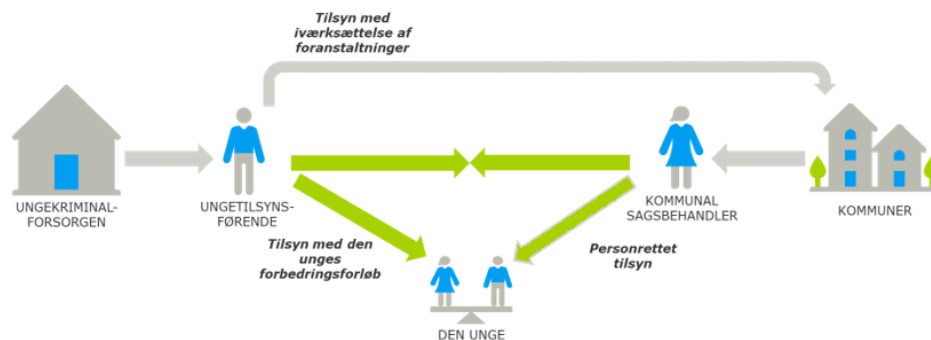 Tilsyn med
iværksættelse af
foranstaltninger
UNGEKRIMINAL-
FORSORGEN
UNGETILSYNS-
FØRENDE
KOMMUNAL
SAGSBEHANDLER
KOMMUNER
Tilsyn med den
unges
forbedringsforløb
Personrettet
tilsyn
DEN UNGE